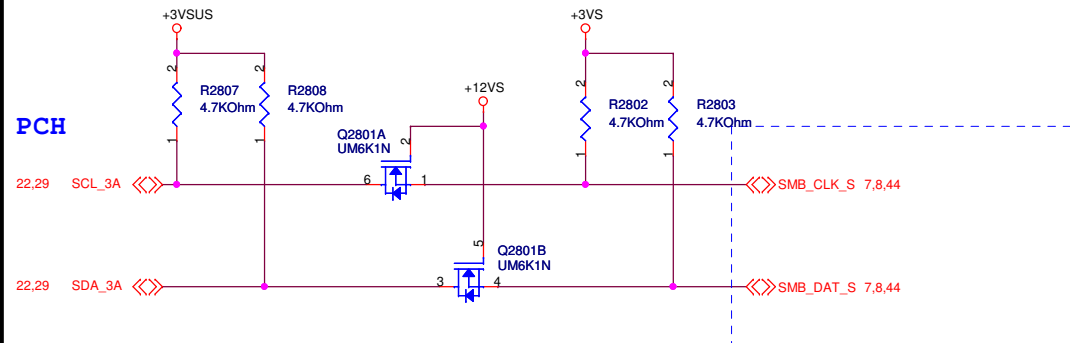 +3VSUS
+3VS
2
2
R2807
4.7KOhm
R2808
4.7KOhm
1
1
+12VS
2
2
R2802
4.7KOhm
R2803
4.7KOhm
1
1
PCH
Q2801A
UM6K1N
2
22,29 SCL_3A
6
1
SMB_CLK_S 7,8,44
5
Q2801B
UM6K1N
22,29 SDA_3A
3
4
SMB_DAT_S 7,8,44